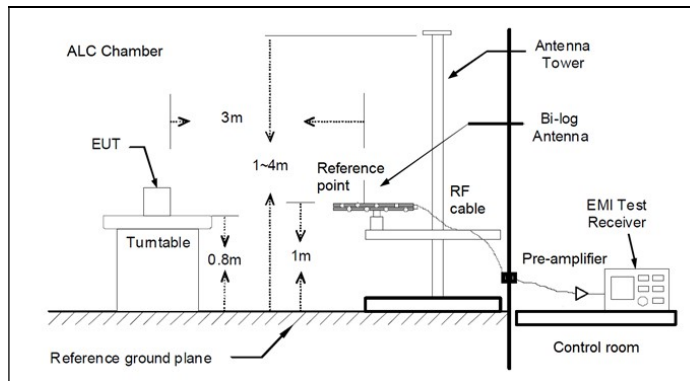 ALC Chamber
Antenna
Tower
3m
Bi-log
Antenna
EUT
1~4m
Reference
point
RF
cable
EMI Test
Receiver
Turntable
0.8m
1m
Pre-amplifier
Reference ground plane
Control room